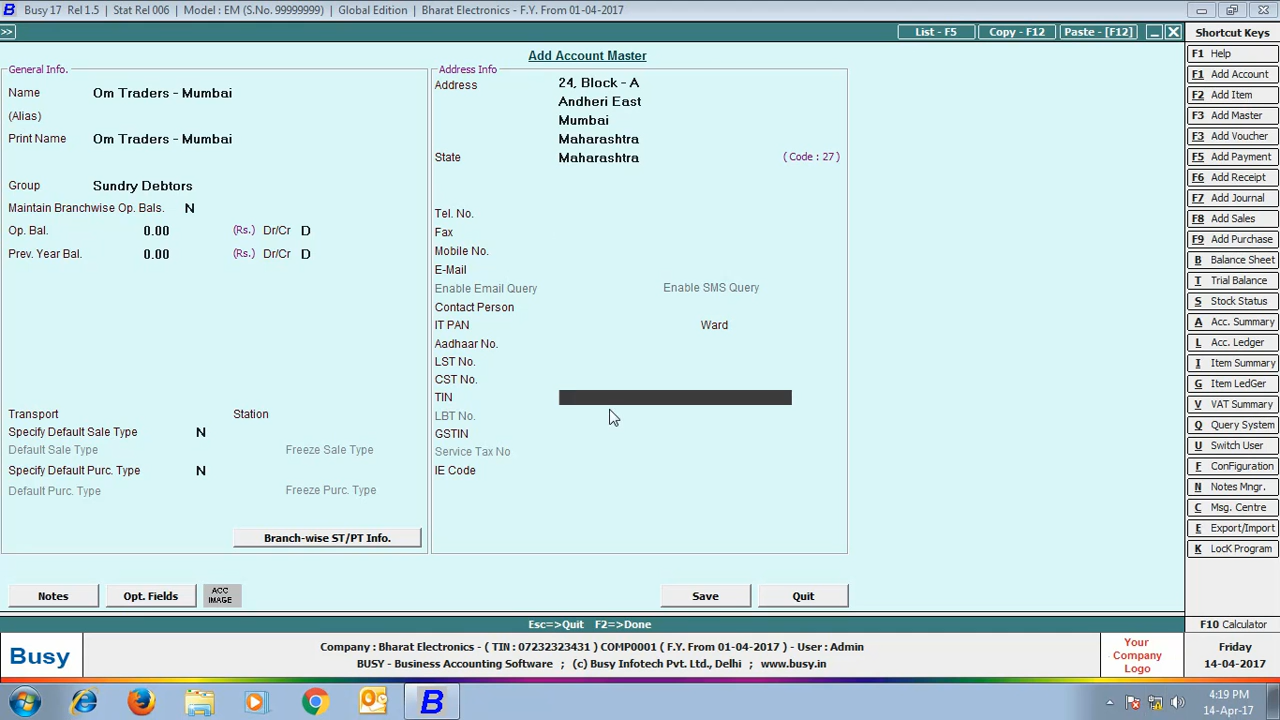 Busy 17 Rel 1.5 | Stat Rel 006 | Model : EM (S.No. 99999999) | Global Edition | Bharat Electronics - F.Y. From 01-04-2017
>>
List - F5
Copy - F12
Paste - [F12]
Add Account Master
General Info.
Name Om Traders - Mumbai
(Alias)
Print Name Om Traders - Mumbai
Group Sundry Debtors
Maintain Branchwise Op. Bals. N
Op. Bal. 0.00 (Rs.) Dr/Cr D
Prev. Year Bal. 0.00 (Rs.) Dr/Cr D
Transport Station
Specify Default Sale Type N
Default Sale Type Freeze Sale Type
Specify Default Purc. Type N
Default Purc. Type Freeze Purc. Type
Branch-wise ST/PT Info.
Address Info
Address 24, Block - A
Andheri East
Mumbai
Maharashtra
State Maharashtra ( Code : 27 )
Tel. No.
Fax
Mobile No.
E-Mail
Enable Email Query Enable SMS Query
Contact Person
IT PAN Ward
Aadhaar No.
LST No.
CST No.
TIN
LBT No.
GSTIN
Service Tax No
IE Code
Notes
Opt. Fields
ACC
IMAGE
Save
Quit
Esc=>Quit F2=>Done
Shortcut Keys
F1 Help
F1 Add Account
F2 Add Item
F3 Add Master
F3 Add Voucher
F5 Add Payment
F6 Add Receipt
F7 Add Journal
F8 Add Sales
F9 Add Purchase
B Balance Sheet
T Trial Balance
S Stock Status
A Acc. Summary
L Acc. Ledger
I Item Summary
G Item LedGer
V VAT Summary
Q Query System
U Switch User
F ConFiguration
N Notes Mngr.
C Msg. Centre
E Export/Import
K LocK Program
F10 Calculator
Busy
Company : Bharat Electronics - ( TIN : 07232323431 ) COMP0001 ( F.Y. From 01-04-2017 ) - User : Admin
BUSY - Business Accounting Software ; (c) Busy Infotech Pvt. Ltd., Delhi ; www.busy.in
Your
Company
Logo
Friday
14-04-2017
4:19 PM
14-Apr-17